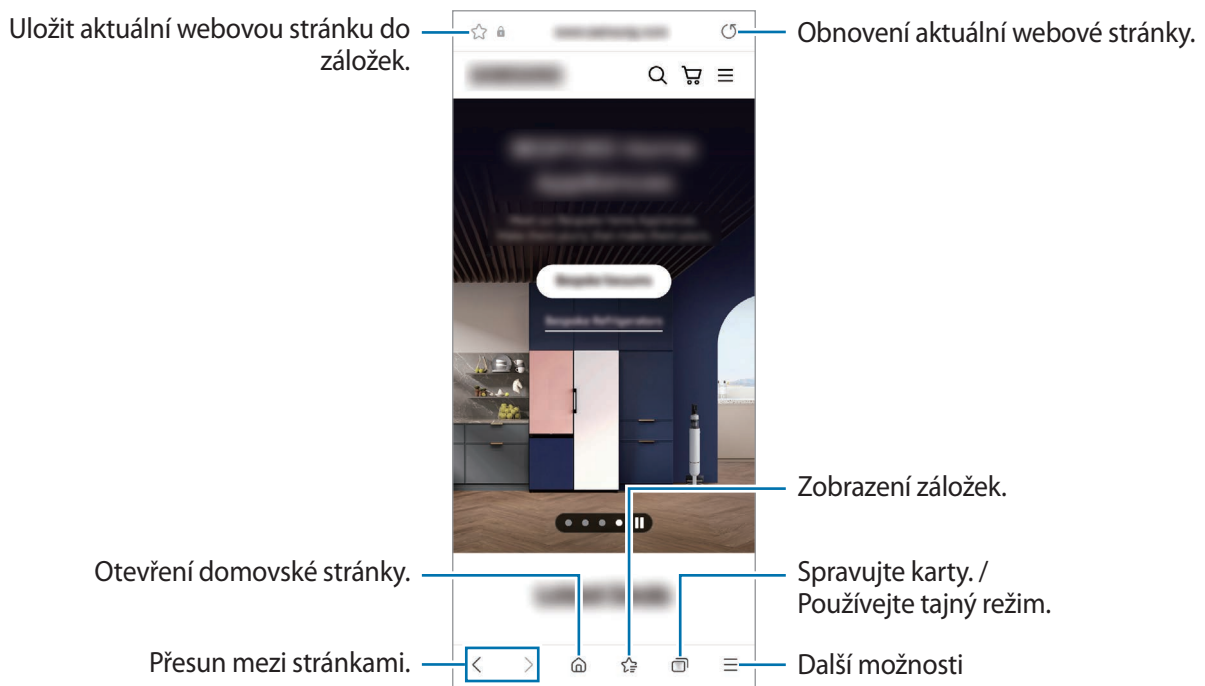 Uložit aktuální webovou stránku do
záložek.
Obnovení aktuální webové stránky.
Zobrazení záložek.
Otevření domovské stránky.
Spravujte karty. /
Používejte tajný režim.
Přesun mezi stránkami.
Další možnosti